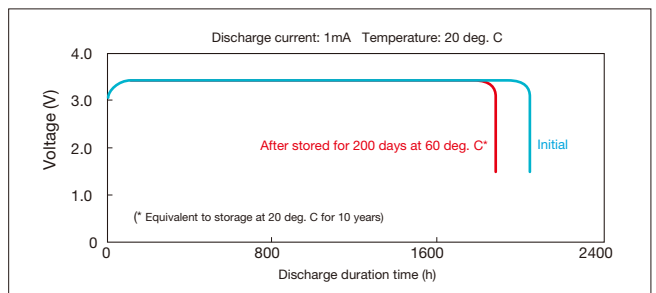 Discharge current: 1mA Temperature: 20 deg. C
4.0
3.0
2.0
1.0
0
Voltage (V)
After stored for 200 days at 60 deg. C*
Initial
(* Equivalent to storage at 20 deg. C for 10 years)
0 800 1600 2400
Discharge duration time (h)